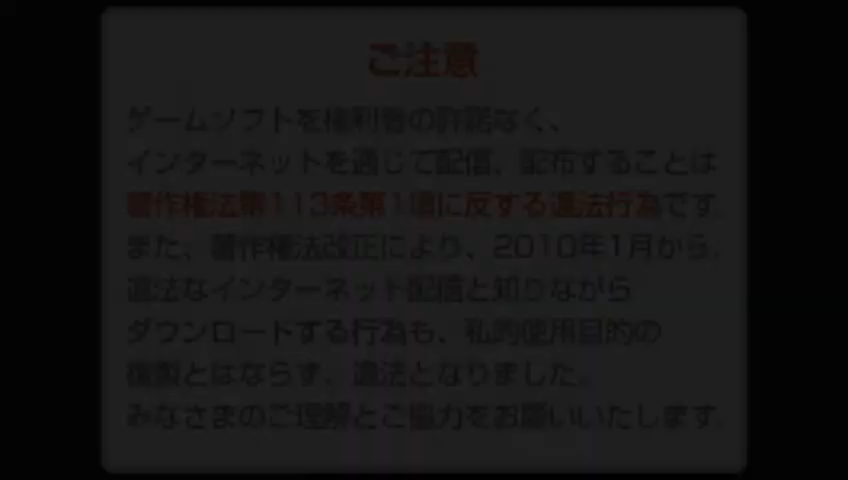 ご注意
ゲームソフトを権利者の許諾なく、
インターネットを通じて配信、配布することは
著作権法第113条第1項に反する違法行為です。
また、著作権法改正により、2010年1月から、
違法なインターネット配信と知りながら
ダウンロードする行為も、私的使用目的の
複製とはならず、違法となりました。
みなさまのご理解とご協力をお願いいたします。